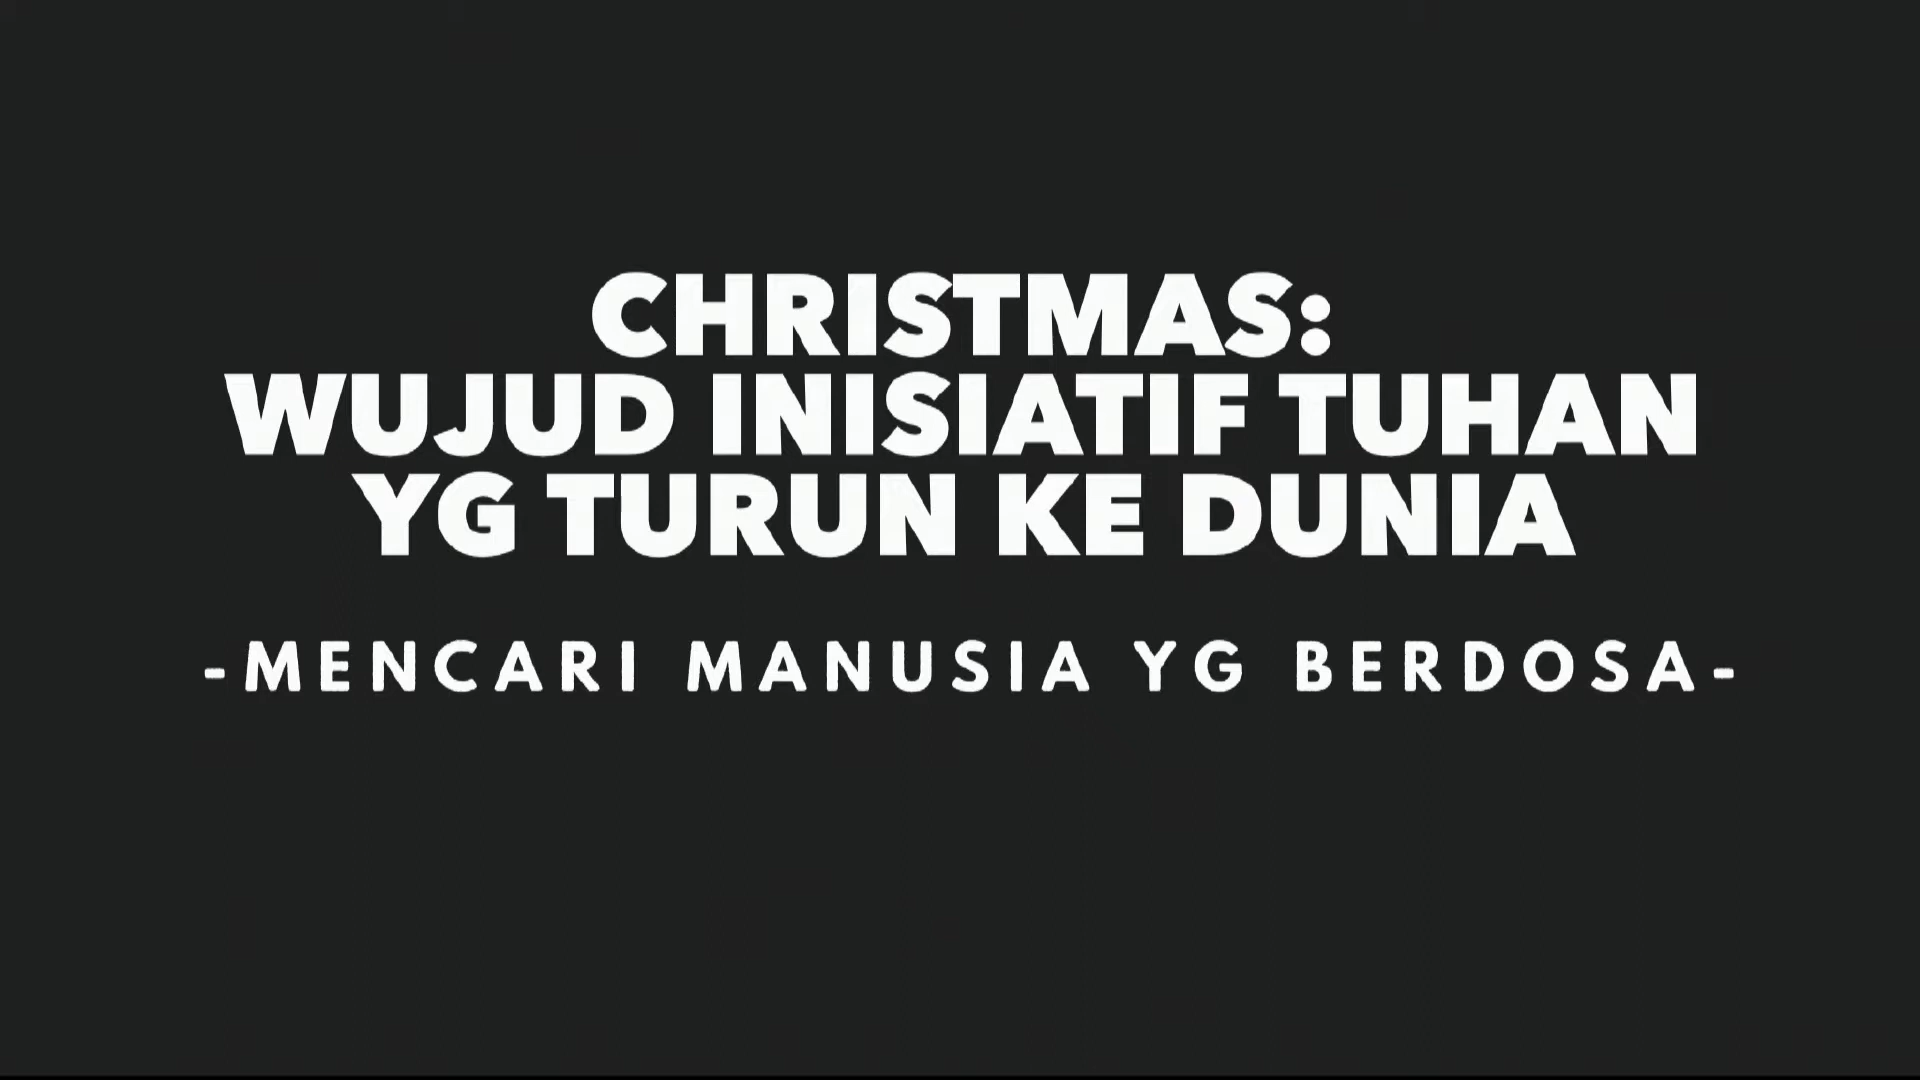 CHRISTMAS:
WUJUD INISIATIF TUHAN
YG TURUN KE DUNIA
-MENCARI MANUSIA YG BERDOSA-